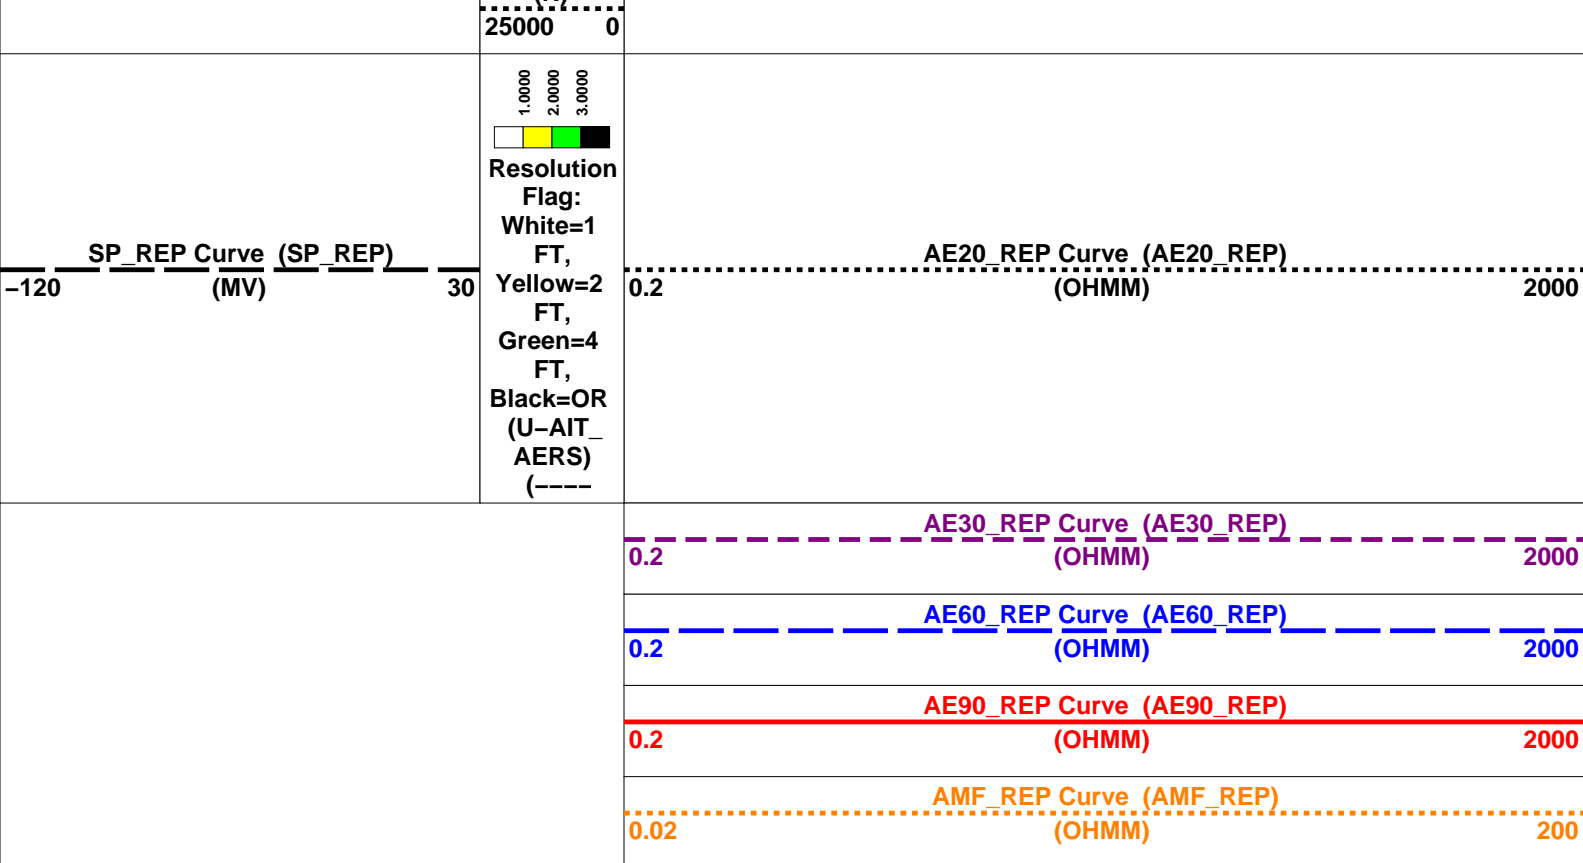 25000 0
1.0000
2.0000
3.0000
Resolution
Flag:
White=1
FT,
Yellow=2
FT,
Green=4
FT,
Black=OR
(U–AIT_
AERS)
(––––
SP_REP Curve (SP_REP)
–120 (MV) 30
AE20_REP Curve (AE20_REP)
0.2 (OHMM) 2000
AE30_REP Curve (AE30_REP)
0.2 (OHMM) 2000
AE60_REP Curve (AE60_REP)
0.2 (OHMM) 2000
AE90_REP Curve (AE90_REP)
0.2 (OHMM) 2000
AMF_REP Curve (AMF_REP)
0.02 (OHMM) 200